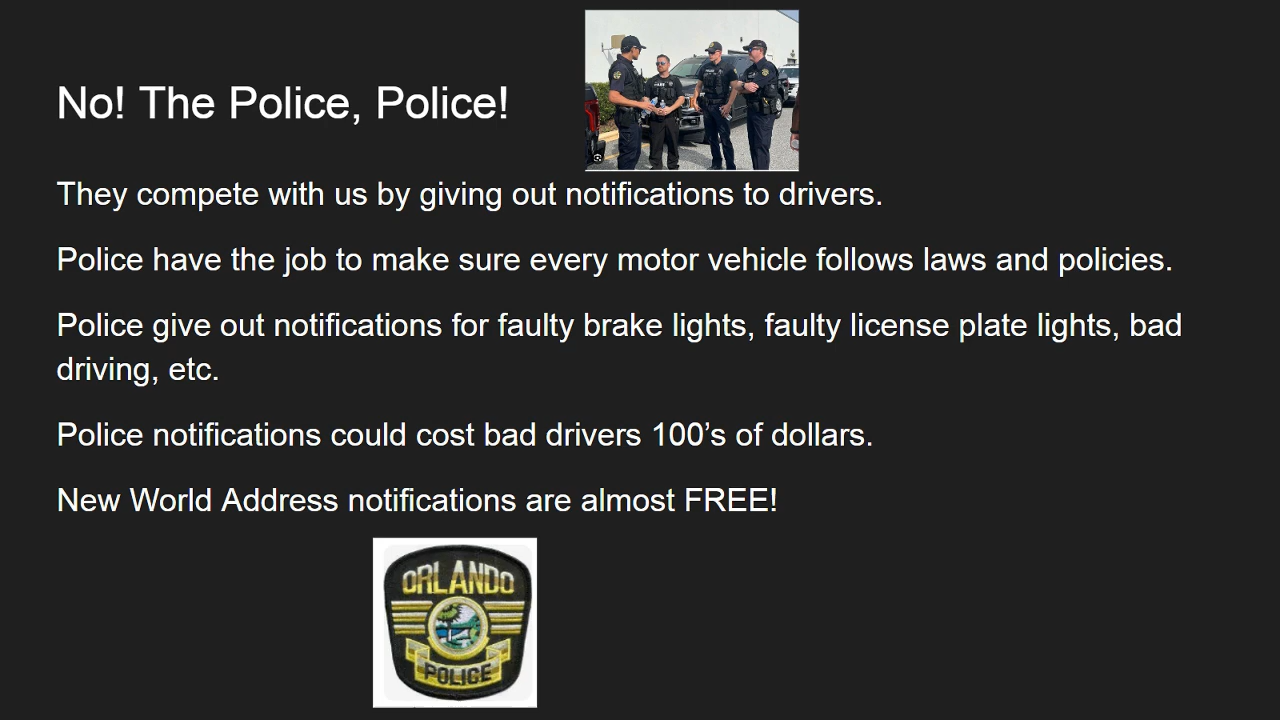 No! The Police, Police!
They compete with us by giving out notifications to drivers.
Police have the job to make sure every motor vehicle follows laws and policies.
Police give out notifications for faulty brake lights, faulty license plate lights, bad
driving, etc.
Police notifications could cost bad drivers 100’s of dollars.
New World Address notifications are almost FREE!
ORLANDO
POLICE